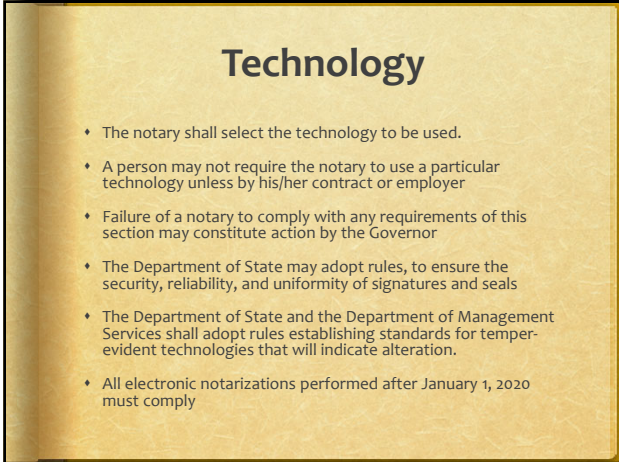 Technology
♦ The notary shall select the technology to be used.
♦ A person may not require the notary to use a particular
technology unless by his/her contract or employer
♦ Failure of a notary to comply with any requirements of this
section may constitute action by the Governor
♦ The Department of State may adopt rules, to ensure the
security, reliability, and uniformity of signatures and seals
♦ The Department of State and the Department of Management
Services shall adopt rules establishing standards for temper-
evident technologies that will indicate alteration.
♦ All electronic notarizations performed after January 1, 2020
must comply